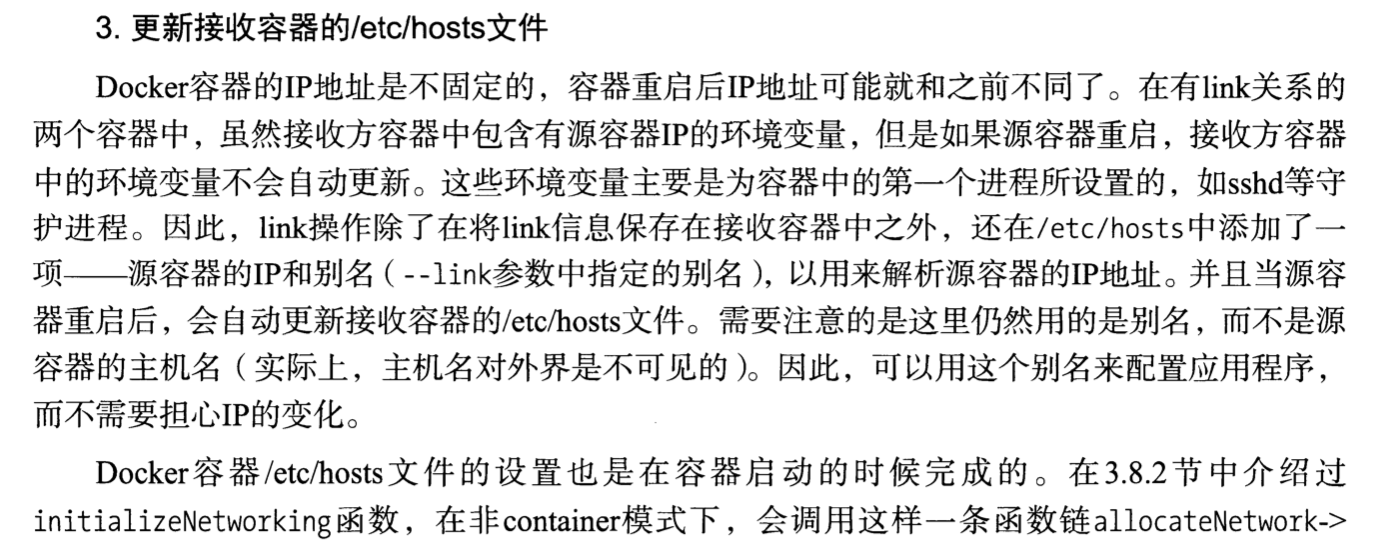 3. 更新接收容器的/etc/hosts文件
Docker容器的IP地址是不固定的，容器重启后IP地址可能就和之前不同了。在有link关系的
两个容器中，虽然接收方容器中包含有源容器IP的环境变量，但是如果源容器重启，接收方容器
中的环境变量不会自动更新。这些环境变量主要是为容器中的第一个进程所设置的，如sshd等守
护进程。因此，link操作除了在将link信息保存在接收容器中之外，还在/etc/hosts中添加了一
项——源容器的IP和别名（--link参数中指定的别名），以用来解析源容器的IP地址。并且当源容
器重启后，会自动更新接收容器的/etc/hosts文件。需要注意的是这里仍然用的是别名，而不是源
容器的主机名（实际上，主机名对外界是不可见的）。因此，可以用这个别名来配置应用程序，
而不需要担心IP的变化。
Docker容器/etc/hosts文件的设置也是在容器启动的时候完成的。在3.8.2节中介绍过
initializeNetworking函数，在非container模式下，会调用这样一条函数链allocateNetwork->